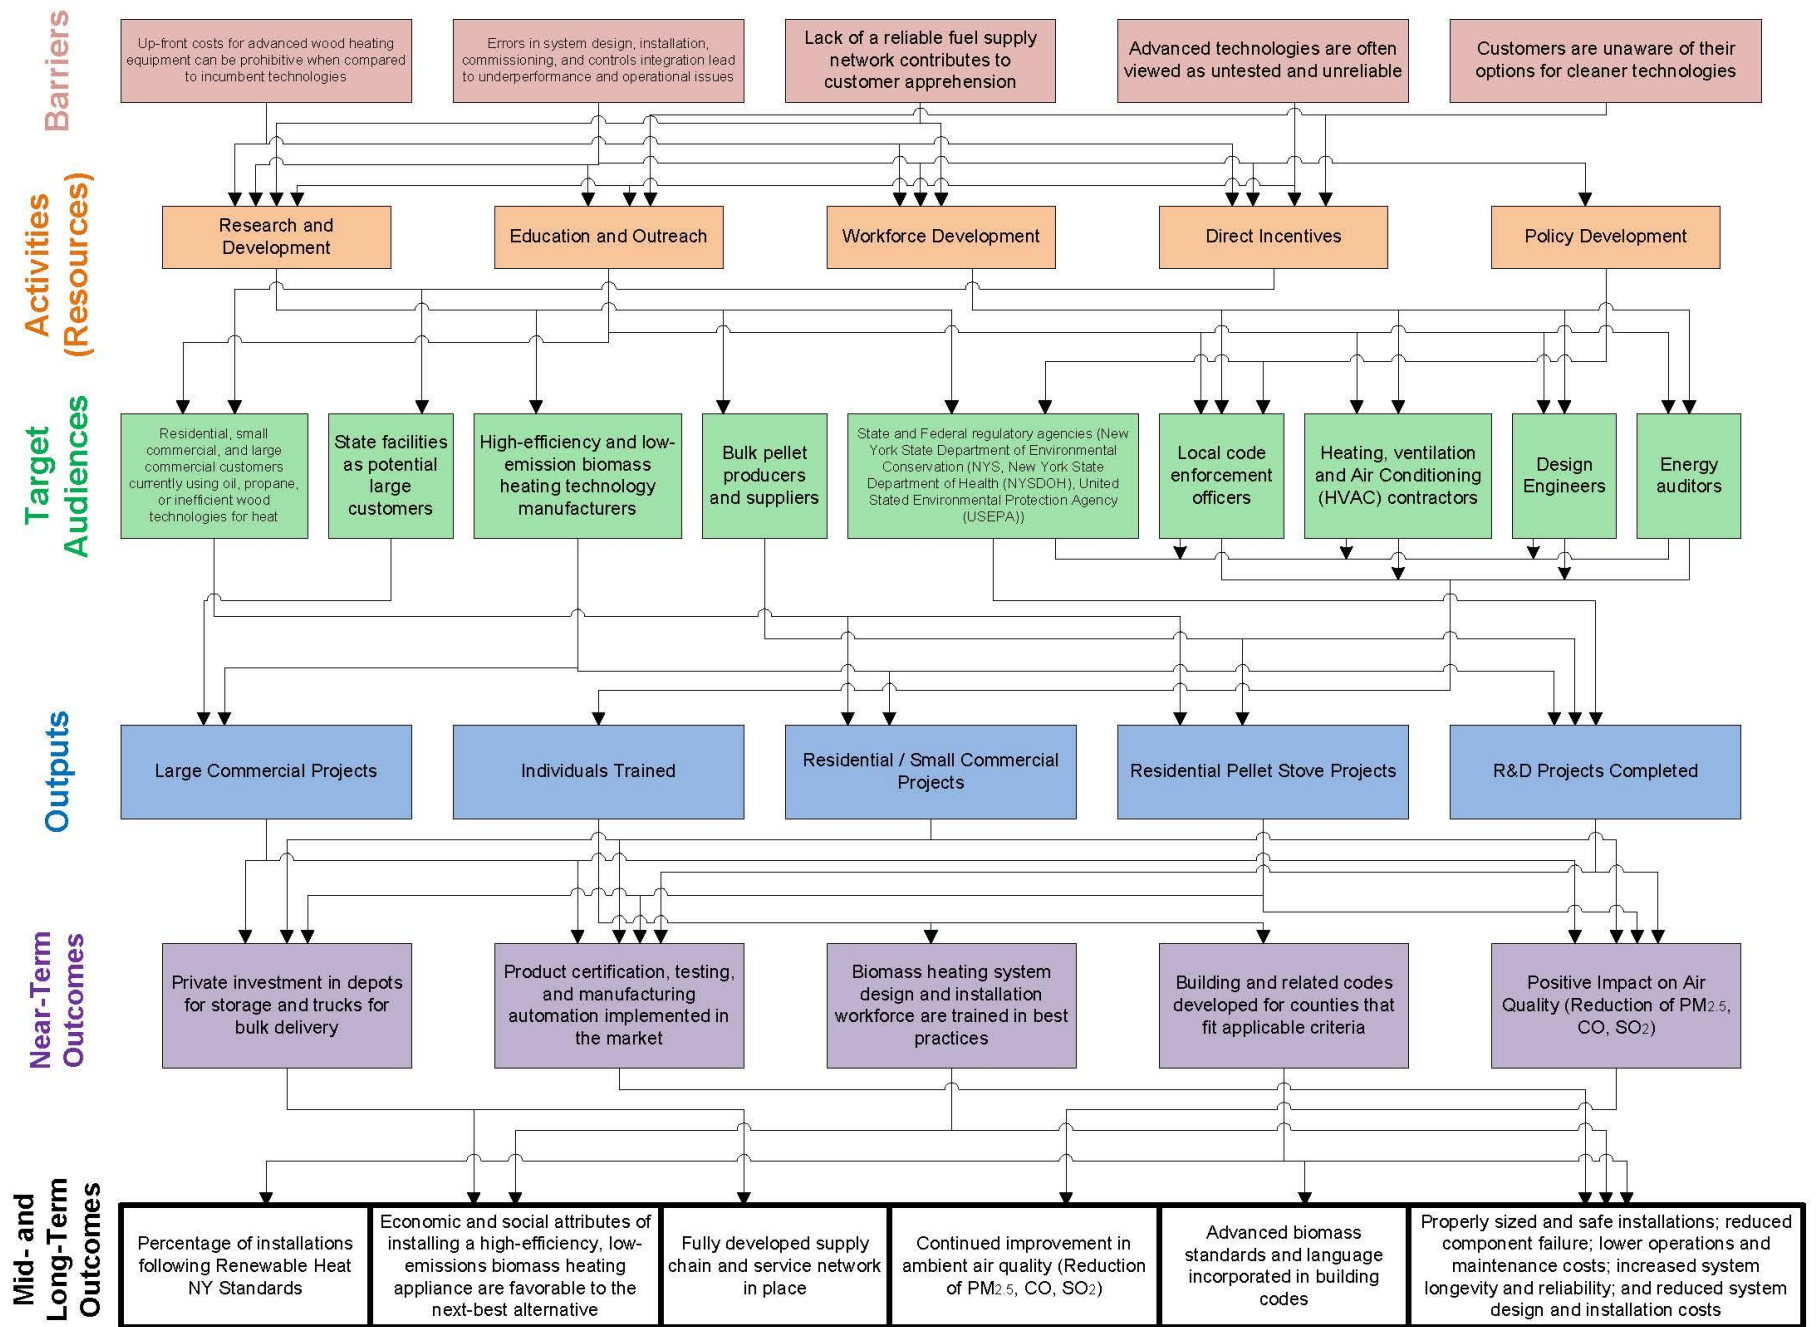 Barriers
Up-front costs for advanced wood heating
equipment can be prohibitive when compared
to incumbent technologies
Errors in system design, installation,
commissioning, and controls integration lead
to underperformance and operational issues
Lack of a reliable fuel supply
network contributes to
customer apprehension
Advanced technologies are often
viewed as untested and unreliable
Customers are unaware of their
options for cleaner technologies
Activities
(Resources)
Research and
Development
Education and Outreach
Workforce Development
Direct Incentives
Policy Development
Target
Audiences
Residential, small
commercial, and large
commercial customers
currently using oil, propane,
or inefficient wood
technologies for heat
State facilities
as potential
large
customers
High-efficiency and low-
emission biomass
heating technology
manufacturers
Bulk pellet
producers
and suppliers
State and Federal regulatory agencies (New
York State Department of Environmental
Conservation (NYS, New York State
Department of Health (NYSDOH), United
Stated Environmental Protection Agency
(USEPA))
Local code
enforcement
officers
Heating, ventilation
and Air Conditioning
(HVAC) contractors
Design
Engineers
Energy
auditors
Outputs
Large Commercial Projects
Individuals Trained
Residential / Small Commercial
Projects
Residential Pellet Stove Projects
R&D Projects Completed
Near-Term
Outcomes
Private investment in depots
for storage and trucks for
bulk delivery
Product certification, testing,
and manufacturing
automation implemented in
the market
Biomass heating system
design and installation
workforce are trained in best
practices
Building and related codes
developed for counties that
fit applicable criteria
Positive Impact on Air
Quality (Reduction of PM2.5,
CO, SO2)
Mid- and
Long-Term
Outcomes
Percentage of installations
following Renewable Heat
NY Standards
Economic and social attributes of
installing a high-efficiency, low-
emissions biomass heating
appliance are favorable to the
next-best alternative
Fully developed supply
chain and service network
in place
Continued improvement in
ambient air quality (Reduction
of PM2.5, CO, SO2)
Advanced biomass
standards and language
incorporated in building
codes
Properly sized and safe installations; reduced
component failure; lower operations and
maintenance costs; increased system
longevity and reliability; and reduced system
design and installation costs